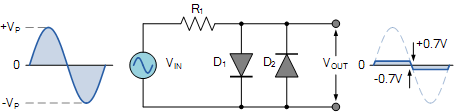 +VP
0
-VP
R1
VIN
D1
D2
VOUT
0
+0.7V
-0.7V